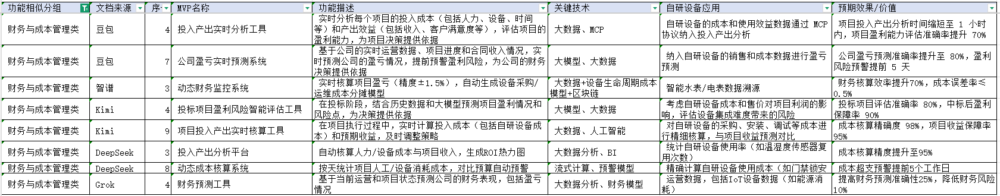 功能相似分组 文档来源 序 MVP名称 功能描述 关键技术 自研设备应用 预期效果/价值
财务与成本管理类 豆包 4 投入产出实时分析工具
实时分析每个项目的投入成本（包括人力、设备、时间
等）和产出效益（包括收入、客户满意度等），评估项目的
盈利能力，为项目决策提供依据
大数据、MCP
自研设备的成本和使用效益数据通过 MCP
协议纳入投入产出分析
项目投入产出分析时间缩短至 1 小时
内，项目盈利能力评估准确率提升 70%
财务与成本管理类 豆包 7 公司盈亏实时预测系统
基于公司的实时运营数据、项目进度和合同收入情况，实
时预测公司的盈亏情况，提前预警盈利风险，为公司的财务
决策提供依据
大模型、大数据
纳入自研设备的销售和成本数据进行盈亏
预测
公司盈亏预测准确率提升至 80%，盈利
风险预警提前 5 天
财务与成本管理类 智谱 3 动态财务监控系统
实时核算项目盈亏（精度±1.5%），自动生成设备采购/
运维成本分摊模型
大数据+设备生命周期成本
模型+区块链
智能水表/电表数据溯源
财务核算效率提升70%，成本误差率≤
0.5%
财务与成本管理类 Kimi 4 投标项目盈利风险智能评估工具
在投标阶段，结合历史数据和大模型预测项目盈利情况和
风险点，为决策提供依据
大模型、大数据
考虑自研设备成本和售价对项目利润的影
响，评估设备集成难度带来的风险
投标项目评估准确率 80%，中标后盈利
保障率 90%
财务与成本管理类 Kimi 9 项目投入产出实时核算工具
在项目执行过程中，实时计算投入成本（包括自研设备成
本）和预期收益，及时调整策略
大数据、人工智能
对自研设备的采购、安装、调试等成本进
行精细核算，与项目收益预测对比
成本核算精确度 98%，项目收益保障率
95%
财务与成本管理类 DeepSeek 3 投入产出分析平台
自动核算人力/设备成本与项目收入，生成ROI热力图
大数据分析、BI
统计自研设备使用率（如温湿度传感器复
用次数）
成本核算精度提升至95%
财务与成本管理类 DeepSeek 8 动态成本核算系统
按天统计项目人工/设备消耗成本，对比预算自动预警
流式计算、预警模型
精确计算自研设备使用成本（如门禁锁安
成本超支预警提前5个工作日
财务与成本管理类 Grok 4 财务预测工具
基于当前运营和项目状态预测公司的财务表现，包括盈亏
情况
大数据分析、财务模型
运营数据，包括IoT设备数据（如能源消
耗）
提高财务预测准确性25%，降低财务风险
10%